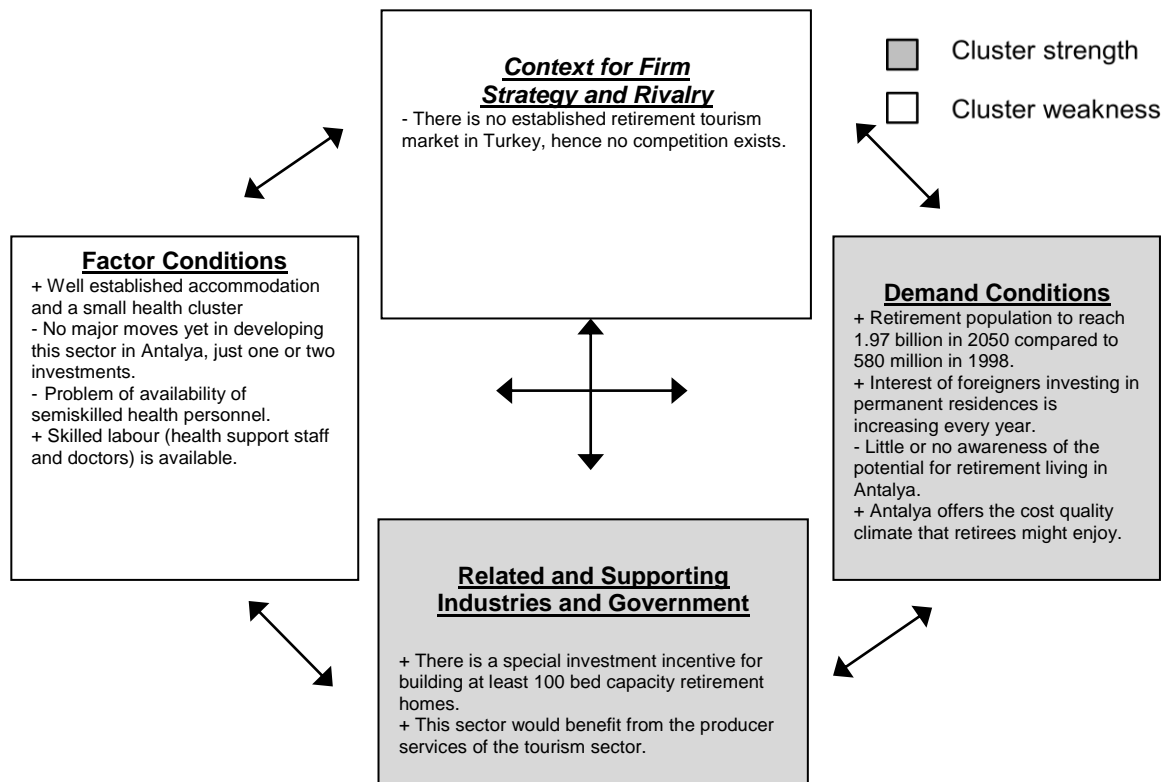 Context for Firm
Strategy and Rivalry
- There is no established retirement tourism
market in Turkey, hence no competition exists.
Cluster strength
Cluster weakness
Factor Conditions
+ Well established accommodation
and a small health cluster
- No major moves yet in developing
this sector in Antalya, just one or two
investments.
- Problem of availability of
semiskilled health personnel.
+ Skilled labour (health support staff
and doctors) is available.
Demand Conditions
+ Retirement population to reach
1.97 billion in 2050 compared to
580 million in 1998.
+ Interest of foreigners investing in
permanent residences is
increasing every year.
- Little or no awareness of the
potential for retirement living in
Antalya.
+ Antalya offers the cost quality
climate that retirees might enjoy.
Related and Supporting
Industries and Government
+ There is a special investment incentive for
building at least 100 bed capacity retirement
homes.
+ This sector would benefit from the producer
services of the tourism sector.